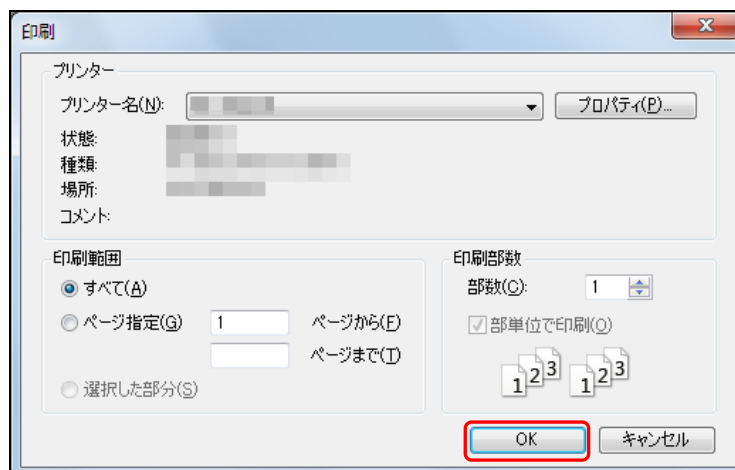 印刷
プリンター
プリンター名(N):
プロパティ(P)...
状態:
種類:
場所:
コメント:
印刷範囲
すべて(A)
ページ指定(G) 1 ページから(F)
ページまで(T)
選択した部分(S)
印刷部数
部数(C): 1
部単位で印刷(O)
1 2 3 1 2 3
OK キャンセル